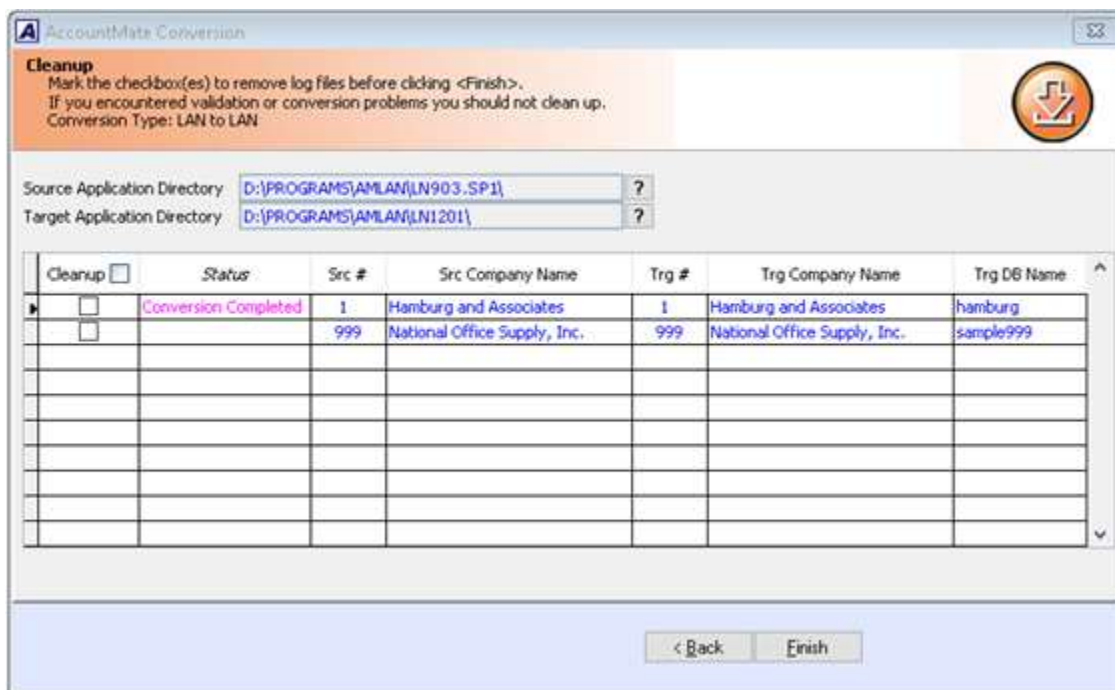 AccountMate Conversion
Cleanup
Mark the checkbox(es) to remove log files before clicking <Finish>.
If you encountered validation or conversion problems you should not clean up.
Conversion Type: LAN to LAN
Source Application Directory D:\PROGRAMS\AMLAN\LN903.SP1\ ?
Target Application Directory D:\PROGRAMS\AMLAN\LN1201\ ?
Cleanup Status Src # Src Company Name Trg # Trg Company Name Trg DB Name
Conversion Completed 1 Hamburg and Associates 1 Hamburg and Associates hamburg
999 National Office Supply, Inc. 999 National Office Supply, Inc. sample999
< Back Finish